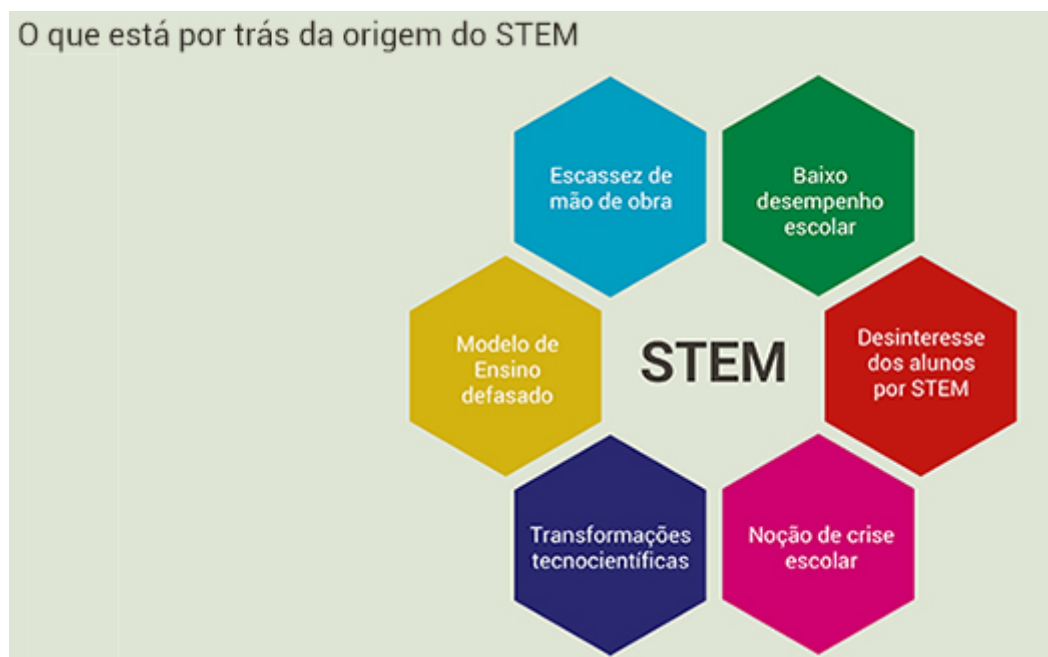 O que está por trás da origem do STEM
Escassez de
mão de obra
Baixo
desempenho
escolar
Modelo de
Ensino
defasado
STEM
Desinteresse
dos alunos
por STEM
Transformações
tecnocientíficas
Noção de crise
escolar